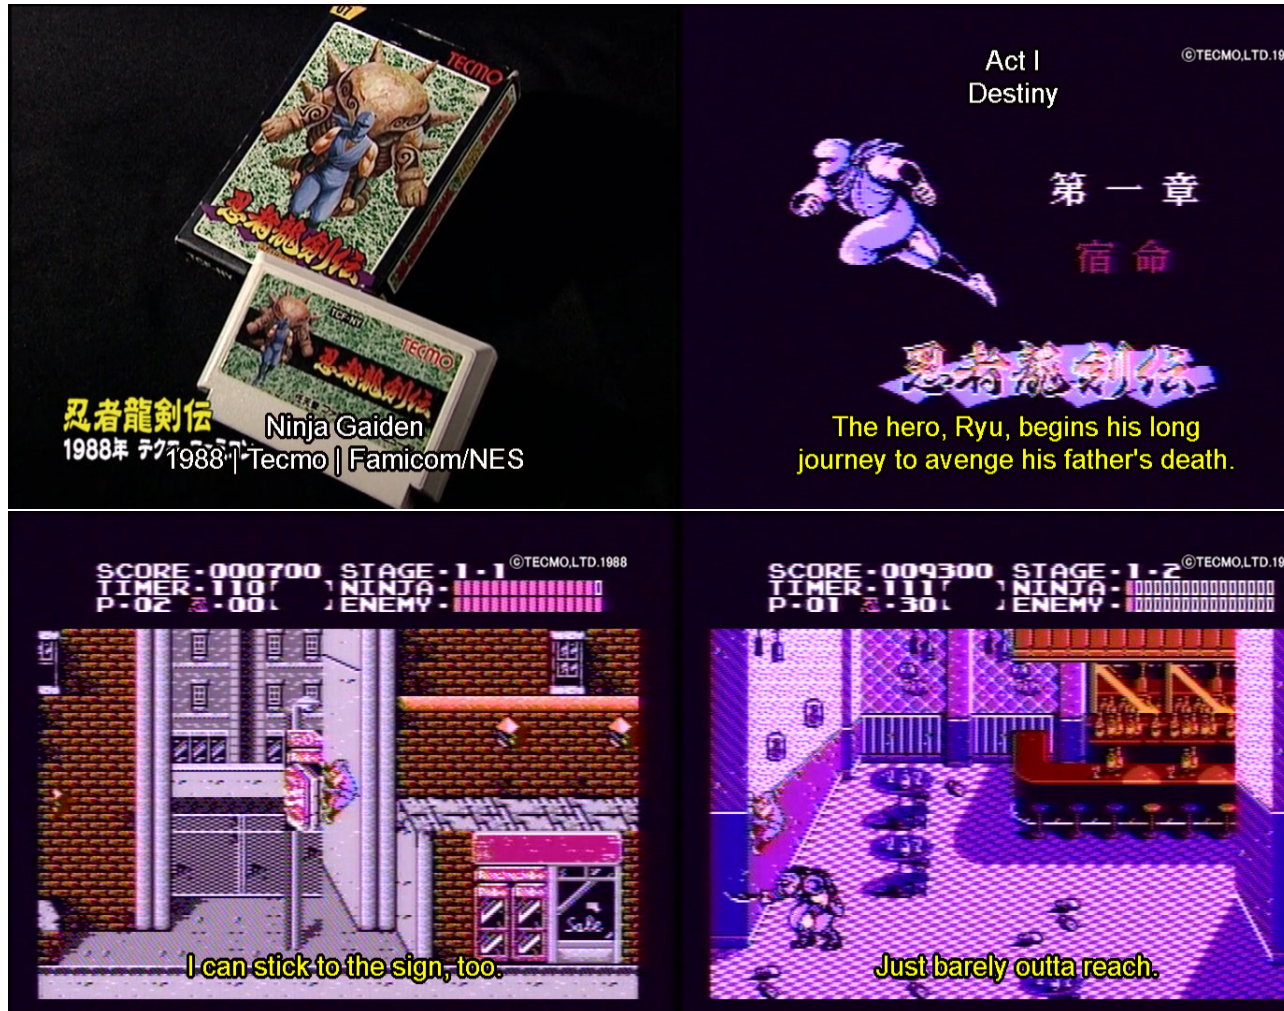 TECMO
忍者龍剣伝
TCF-NY
TECMO
忍者龍剣伝
忍者龍剣伝
1988年 テク
Ninja Gaiden
1988 | Tecmo | Famicom/NES
©TECMO,LTD.19
Act I
Destiny
第一章
宿命
忍者龍剣伝
The hero, Ryu, begins his long
journey to avenge his father's death.
©TECMO,LTD.1988
SCORE-000700 STAGE-1-1
TIMER-110 NINJA-
P-02 -00 ENEMY-
Sale
I can stick to the sign, too.
©TECMO,LTD.19
SCORE-009300 STAGE-1-2
TIMER-111 NINJA-
P-01 -30 ENEMY-
Just barely outta reach.